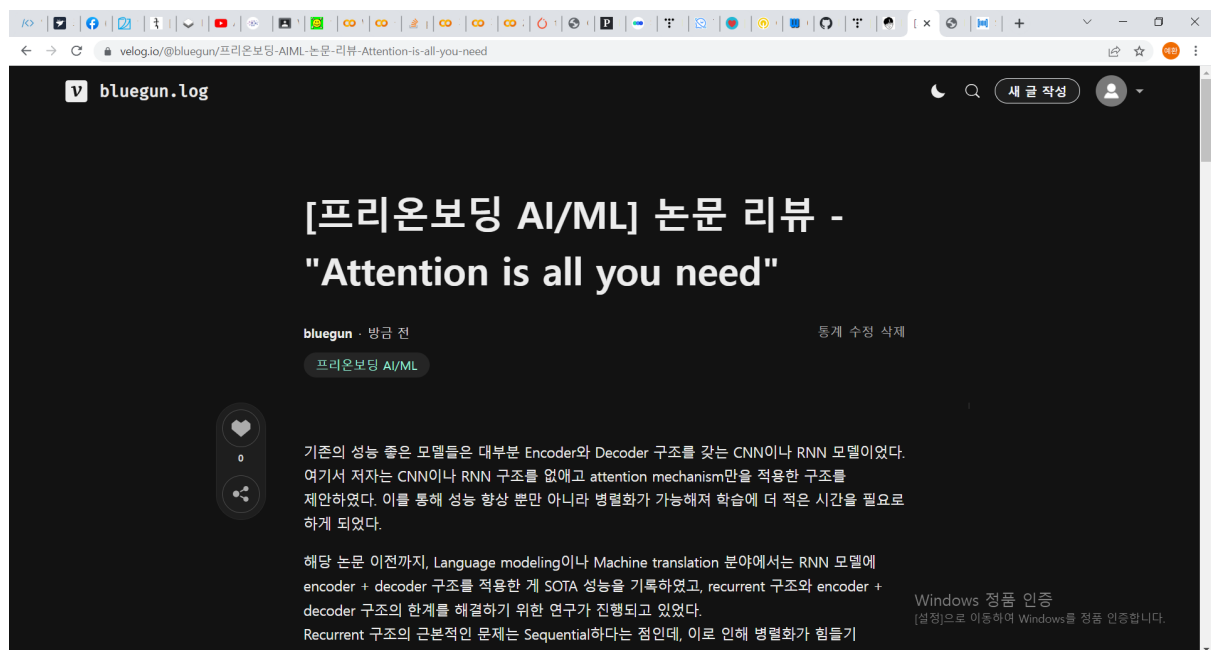 velog.io/@bluegun/프리온보딩-AIML-논문-리뷰-Attention-is-all-you-need
예린
bluegun.log
새 글 작성
[프리온보딩 AI/ML] 논문 리뷰 -
"Attention is all you need"
bluegun · 방금 전
통계 수정 삭제
프리온보딩 AI/ML
0
기존의 성능 좋은 모델들은 대부분 Encoder와 Decoder 구조를 갖는 CNN이나 RNN 모델이었다.
여기서 저자는 CNN이나 RNN 구조를 없애고 attention mechanism만을 적용한 구조를
제안하였다. 이를 통해 성능 향상 뿐만 아니라 병렬화가 가능해져 학습에 더 적은 시간을 필요로
하게 되었다.
해당 논문 이전까지, Language modeling이나 Machine translation 분야에서는 RNN 모델에
encoder + decoder 구조를 적용한 게 SOTA 성능을 기록하였고, recurrent 구조와 encoder +
decoder 구조의 한계를 해결하기 위한 연구가 진행되고 있었다.
Recurrent 구조의 근본적인 문제는 Sequential하다는 점인데, 이로 인해 병렬화가 힘들기
Windows 정품 인증
[설정]으로 이동하여 Windows를 정품 인증합니다.